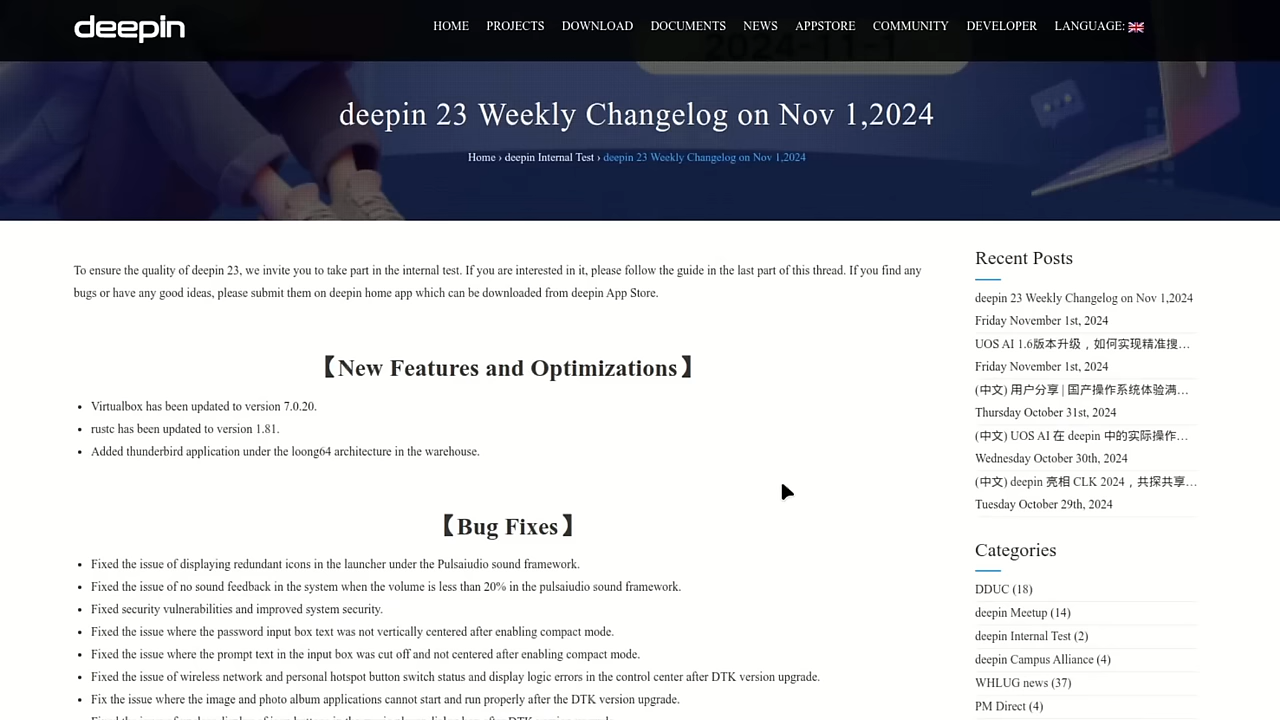 deepin
HOME PROJECTS DOWNLOAD DOCUMENTS NEWS APPSTORE COMMUNITY DEVELOPER LANGUAGE:
2024-11-1
deepin 23 Weekly Changelog on Nov 1,2024
Home › deepin Internal Test › deepin 23 Weekly Changelog on Nov 1,2024
To ensure the quality of deepin 23, we invite you to take part in the internal test. If you are interested in it, please follow the guide in the last part of this thread. If you find any
bugs or have any good ideas, please submit them on deepin home app which can be downloaded from deepin App Store.
【New Features and Optimizations】
Virtualbox has been updated to version 7.0.20.
rustc has been updated to version 1.81.
Added thunderbird application under the loong64 architecture in the warehouse.
【Bug Fixes】
Fixed the issue of displaying redundant icons in the launcher under the Pulsaiudio sound framework.
Fixed the issue of no sound feedback in the system when the volume is less than 20% in the pulsaiudio sound framework.
Fixed security vulnerabilities and improved system security.
Fixed the issue where the password input box text was not vertically centered after enabling compact mode.
Fixed the issue where the prompt text in the input box was cut off and not centered after enabling compact mode.
Fixed the issue of wireless network and personal hotspot button switch status and display logic errors in the control center after DTK version upgrade.
Fix the issue where the image and photo album applications cannot start and run properly after the DTK version upgrade.
Recent Posts
deepin 23 Weekly Changelog on Nov 1,2024
Friday November 1st, 2024
UOS AI 1.6版本升级，如何实现精准搜…
Friday November 1st, 2024
(中文) 用户分享 | 国产操作系统体验满…
Thursday October 31st, 2024
(中文) UOS AI 在 deepin 中的实际操作…
Wednesday October 30th, 2024
(中文) deepin 亮相 CLK 2024，共探共享…
Tuesday October 29th, 2024
Categories
DDUC (18)
deepin Meetup (14)
deepin Internal Test (2)
deepin Campus Alliance (4)
WHLUG news (37)
PM Direct (4)